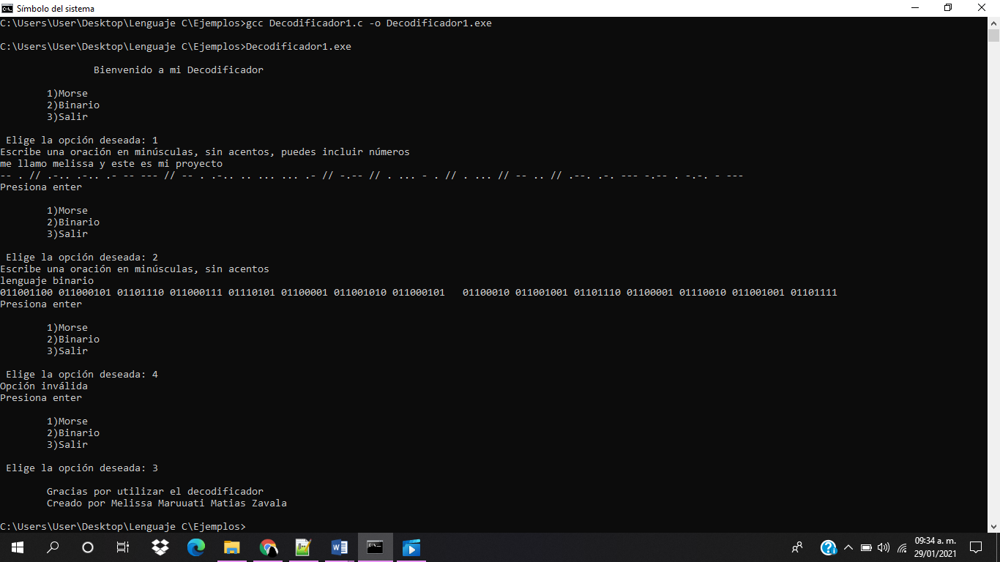 Símbolo del sistema
C:\Users\User\Desktop\Lenguaje C\Ejemplos>gcc Decodificador1.c -o Decodificador1.exe
C:\Users\User\Desktop\Lenguaje C\Ejemplos>Decodificador1.exe
Bienvenido a mi Decodificador
1)Morse
2)Binario
3)Salir
Elige la opción deseada: 1
Escribe una oración en minúsculas, sin acentos, puedes incluir números
me llamo melissa y este es mi proyecto
-- . // .-.. .-.. .- -- --- // -- . .-.. .. ... ... .- // -.-- // . ... - . // . ... // -- .. // .--. .-. --- -.-- . -.-. - ---
Presiona enter
1)Morse
2)Binario
3)Salir
Elige la opción deseada: 2
Escribe una oración en minúsculas, sin acentos
lenguaje binario
011001100 011000101 01101110 011000111 01110101 01100001 011001010 011000101   01100010 011001001 01101110 01100001 01110010 011001001 01101111
Presiona enter
1)Morse
2)Binario
3)Salir
Elige la opción deseada: 4
Opción inválida
Presiona enter
1)Morse
2)Binario
3)Salir
Elige la opción deseada: 3
Gracias por utilizar el decodificador
Creado por Melissa Maruuati Matias Zavala
C:\Users\User\Desktop\Lenguaje C\Ejemplos>
09:34 a. m.
29/01/2021